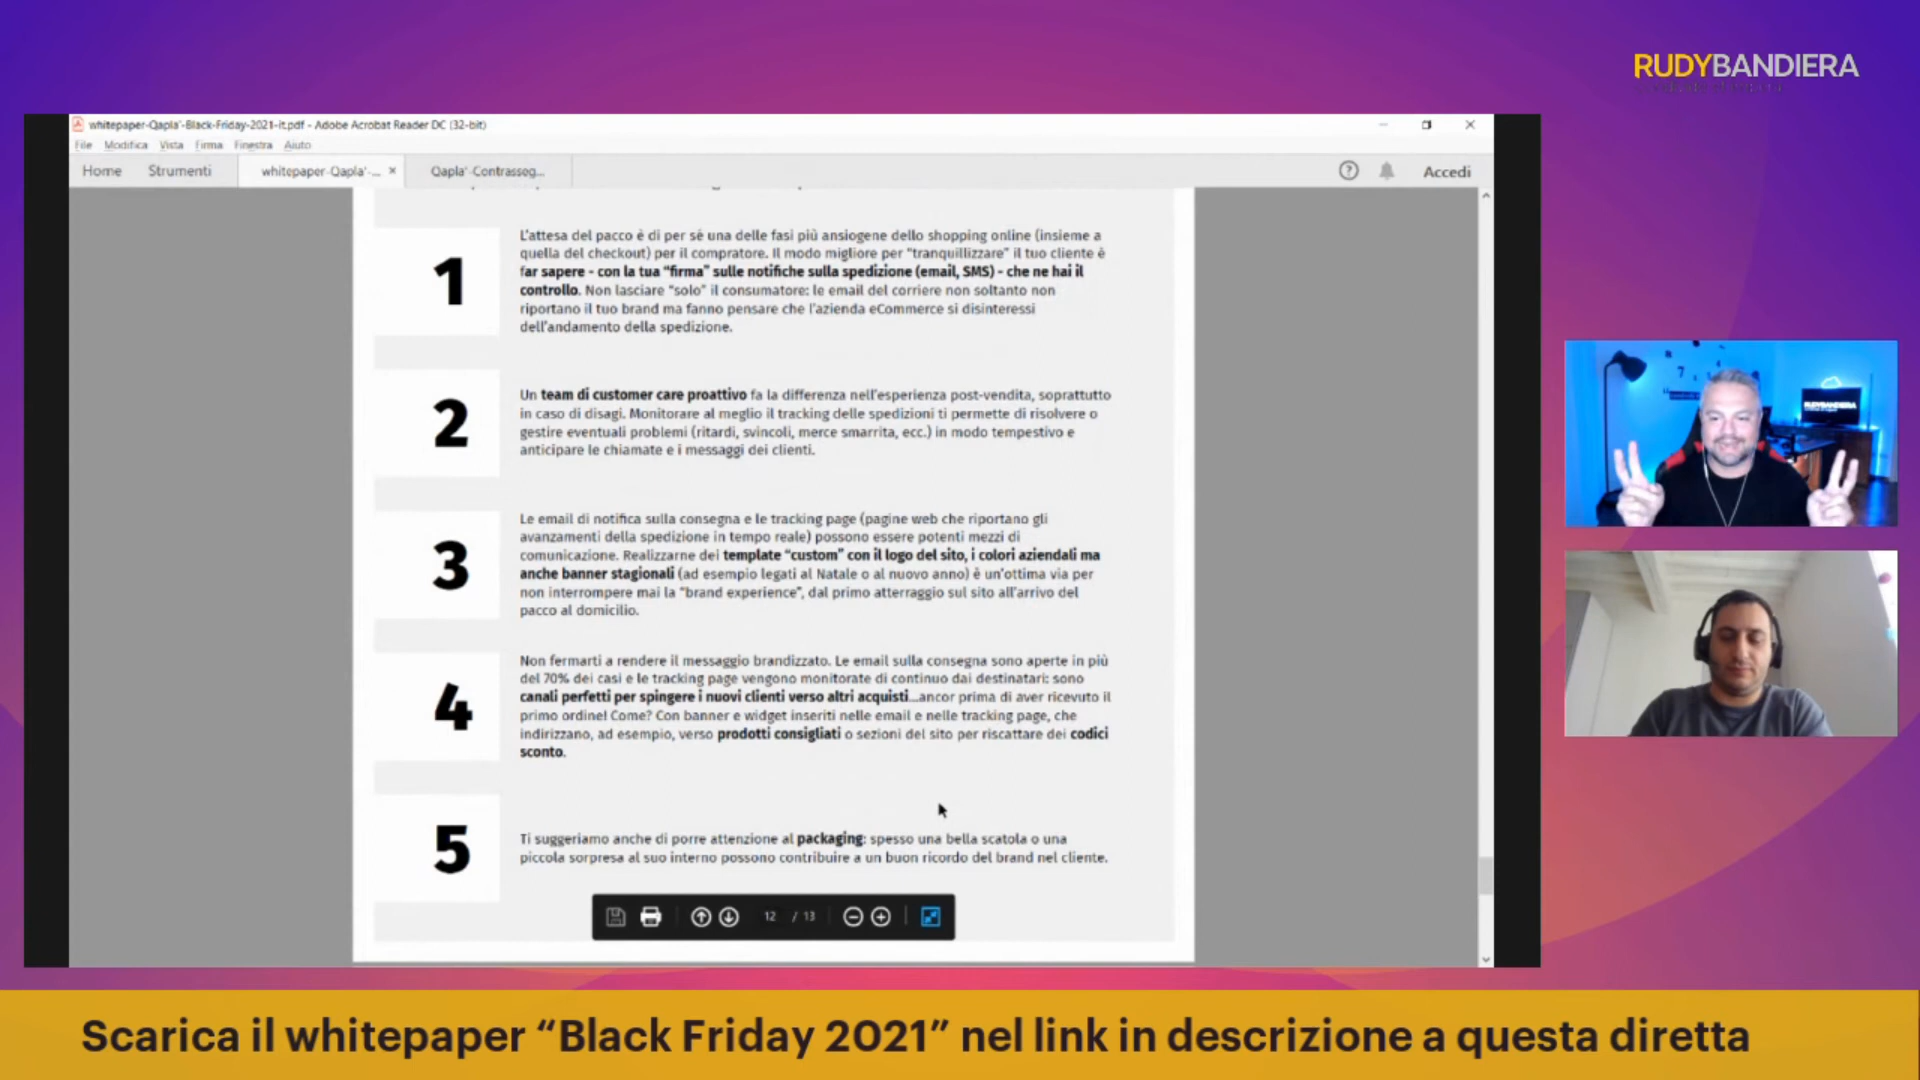 RUDYBANDIERA
whitepaper-Qapla'-Black-Friday-2021-it.pdf - Adobe Acrobat Reader DC (32-bit)
File Modifica Vista Firma Finestra Aiuto
Home Strumenti whitepaper-Qapla'-... × Qapla'-Contrasseg... Accedi
1
L'attesa del pacco è di per sé una delle fasi più ansiogene dello shopping online (insieme a
quella del checkout) per il compratore. Il modo migliore per "tranquillizzare" il tuo cliente è
far sapere - con la tua "firma" sulle notifiche sulla spedizione (email, SMS) - che ne hai il
controllo. Non lasciare "solo" il consumatore: le email del corriere non soltanto non
riportano il tuo brand ma fanno pensare che l'azienda eCommerce si disinteressi
dell'andamento della spedizione.
2
Un team di customer care proattivo fa la differenza nell'esperienza post-vendita, soprattutto
in caso di disagi. Monitorare al meglio il tracking delle spedizioni ti permette di risolvere o
gestire eventuali problemi (ritardi, svincoli, merce smarrita, ecc.) in modo tempestivo e
anticipare le chiamate e i messaggi dei clienti.
3
Le email di notifica sulla consegna e le tracking page (pagine web che riportano gli
avanzamenti della spedizione in tempo reale) possono essere potenti mezzi di
comunicazione. Realizzarne dei template "custom" con il logo del sito, i colori aziendali ma
anche banner stagionali (ad esempio legati al Natale o al nuovo anno) è un'ottima via per
non interrompere mai la "brand experience", dal primo atterraggio sul sito all'arrivo del
pacco al domicilio.
4
Non fermarti a rendere il messaggio brandizzato. Le email sulla consegna sono aperte in più
del 70% dei casi e le tracking page vengono monitorate di continuo dai destinatari: sono
canali perfetti per spingere i nuovi clienti verso altri acquisti...ancor prima di aver ricevuto il
primo ordine! Come? Con banner e widget inseriti nelle email e nelle tracking page, che
indirizzano, ad esempio, verso prodotti consigliati o sezioni del sito per riscattare dei codici
sconto.
5
Ti suggeriamo anche di porre attenzione al packaging: spesso una bella scatola o una
piccola sorpresa al suo interno possono contribuire a un buon ricordo del brand nel cliente.
12 / 13
RUDYBANDIERA
Scarica il whitepaper “Black Friday 2021” nel link in descrizione a questa diretta